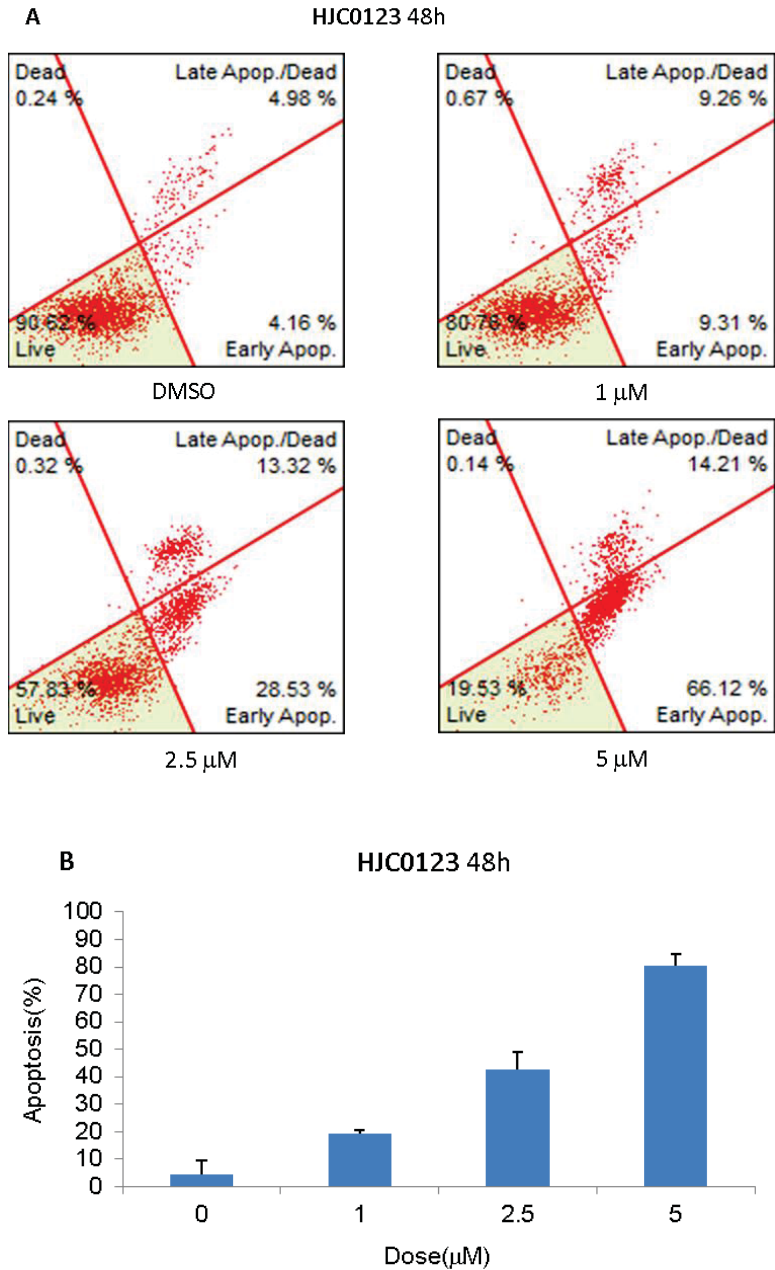 A HJC0123 48h
Dead Late Apop./Dead
0.24 % 4.98 %
90.62 % 4.16 %
Live Early Apop.
DMSO
Dead Late Apop./Dead
0.67 % 9.26 %
80.76 % 9.31 %
Live Early Apop.
1 μM
Dead Late Apop./Dead
0.32 % 13.32 %
57.83 % 28.53 %
Live Early Apop.
2.5 μM
Dead Late Apop./Dead
0.14 % 14.21 %
19.53 % 66.12 %
Live Early Apop.
5 μM
B HJC0123 48h
Apoptosis(%)
100
90
80
70
60
50
40
30
20
10
0
0 1 2.5 5
Dose(μM)